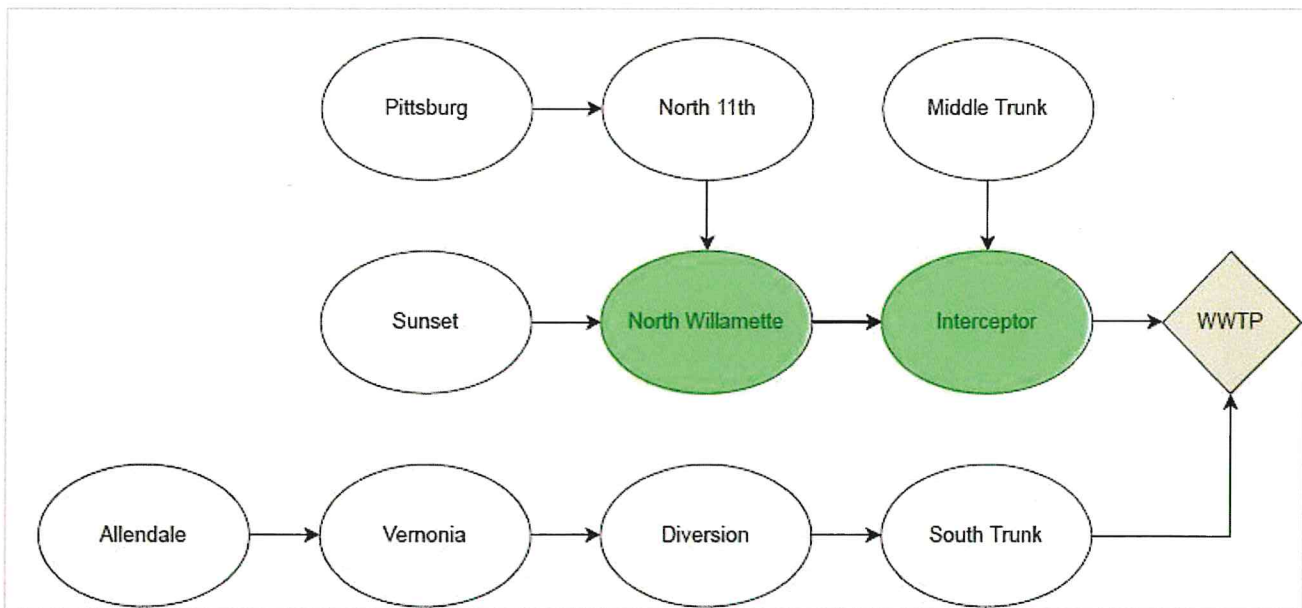 Pittsburg
North 11th
Middle Trunk
Sunset
North Willamette
Interceptor
WWTP
Allendale
Vernonia
Diversion
South Trunk